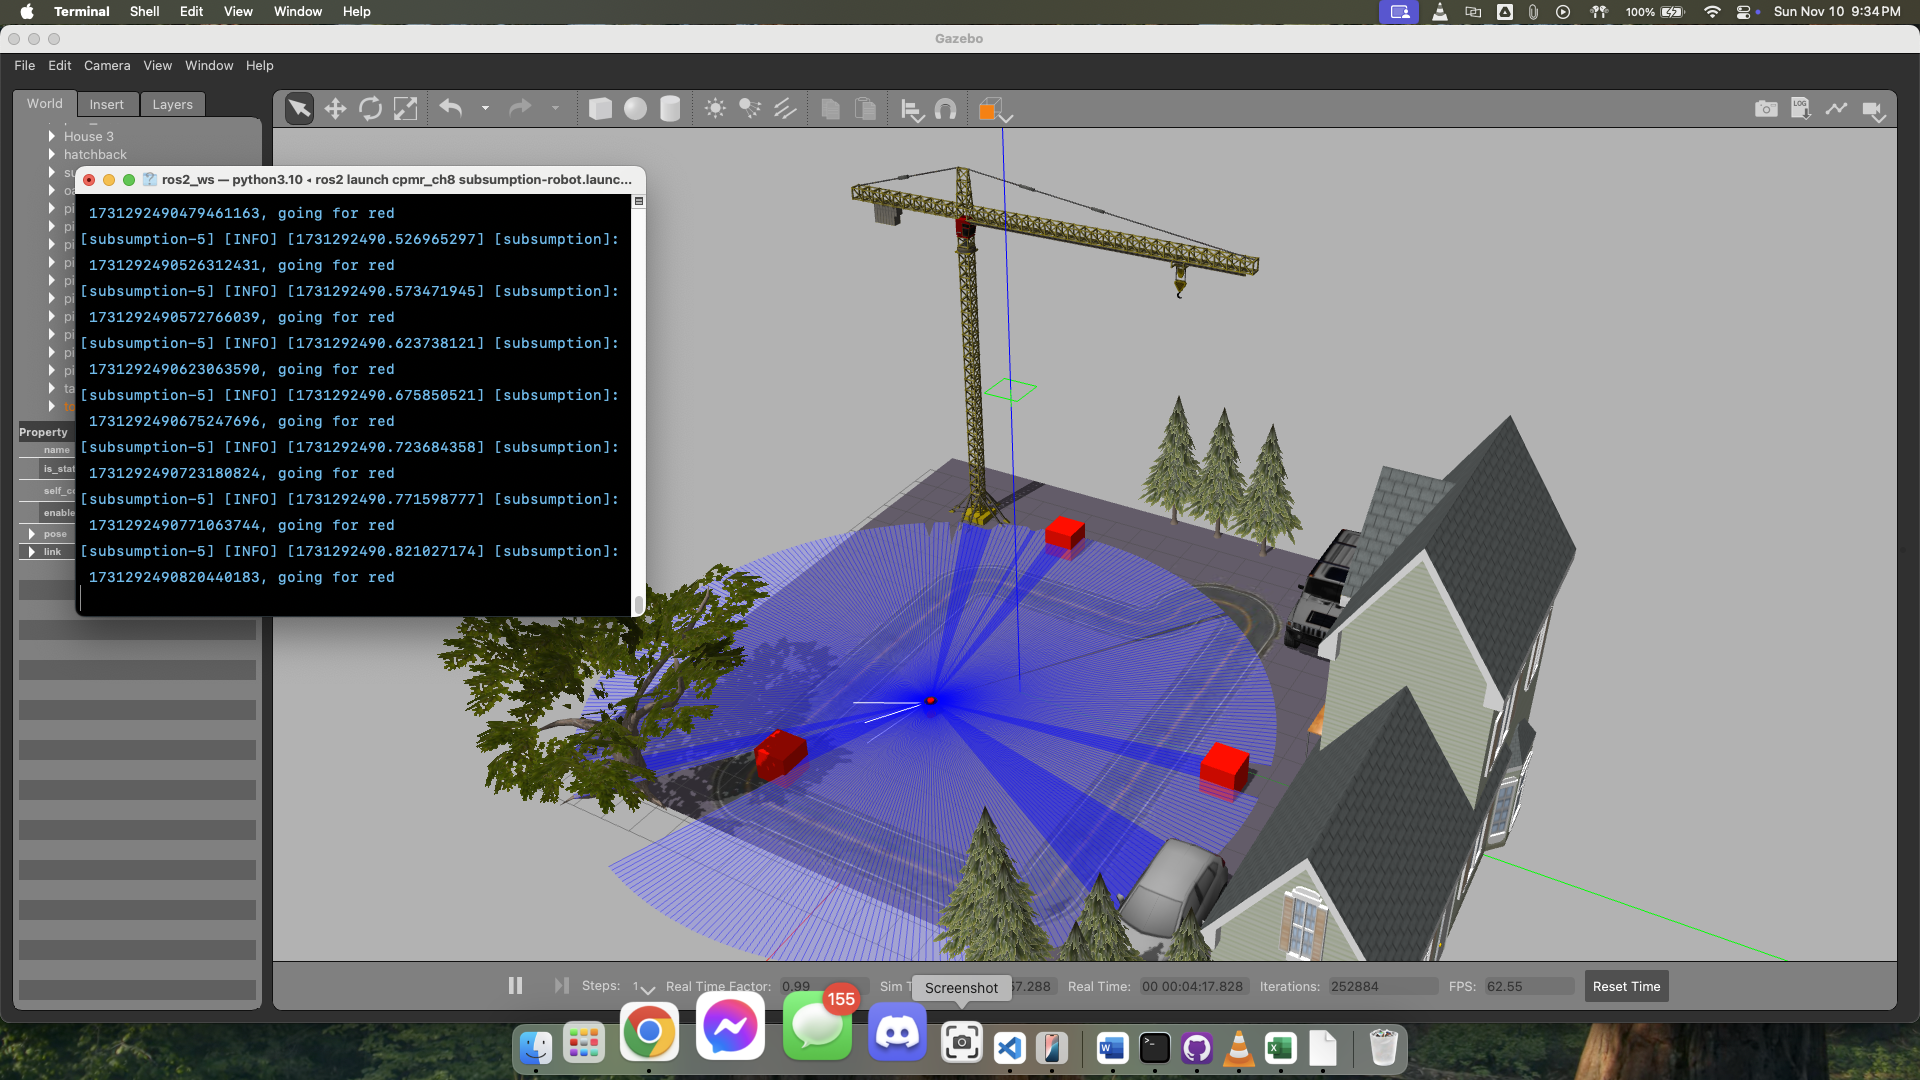 Terminal Shell Edit View Window Help 100% Sun Nov 10 9:34 PM
Gazebo
File Edit Camera View Window Help
World Insert Layers
LOG
House 3
hatchback
ros2_ws — python3.10 ◂ ros2 launch cpmr_ch8 subsumption-robot.launc...
1731292490479461163, going for red
[subsumption-5] [INFO] [1731292490.526965297] [subsumption]:
1731292490526312431, going for red
[subsumption-5] [INFO] [1731292490.573471945] [subsumption]:
1731292490572766039, going for red
[subsumption-5] [INFO] [1731292490.623738121] [subsumption]:
1731292490623063590, going for red
[subsumption-5] [INFO] [1731292490.675850521] [subsumption]:
1731292490675247696, going for red
[subsumption-5] [INFO] [1731292490.723684358] [subsumption]:
1731292490723180824, going for red
[subsumption-5] [INFO] [1731292490.771598777] [subsumption]:
1731292490771063744, going for red
[subsumption-5] [INFO] [1731292490.821027174] [subsumption]:
1731292490820440183, going for red
su
oa
pi
pi
pi
pi
pi
pi
pi
pi
pi
pi
ta
to
Property
name
is_stat
self_co
enable
pose
link
Steps: 1 Real Time Factor: 0.99 Sim T 57.288 Real Time: 00 00:04:17.828 Iterations: 252884 FPS: 62.55 Reset Time
Screenshot
155